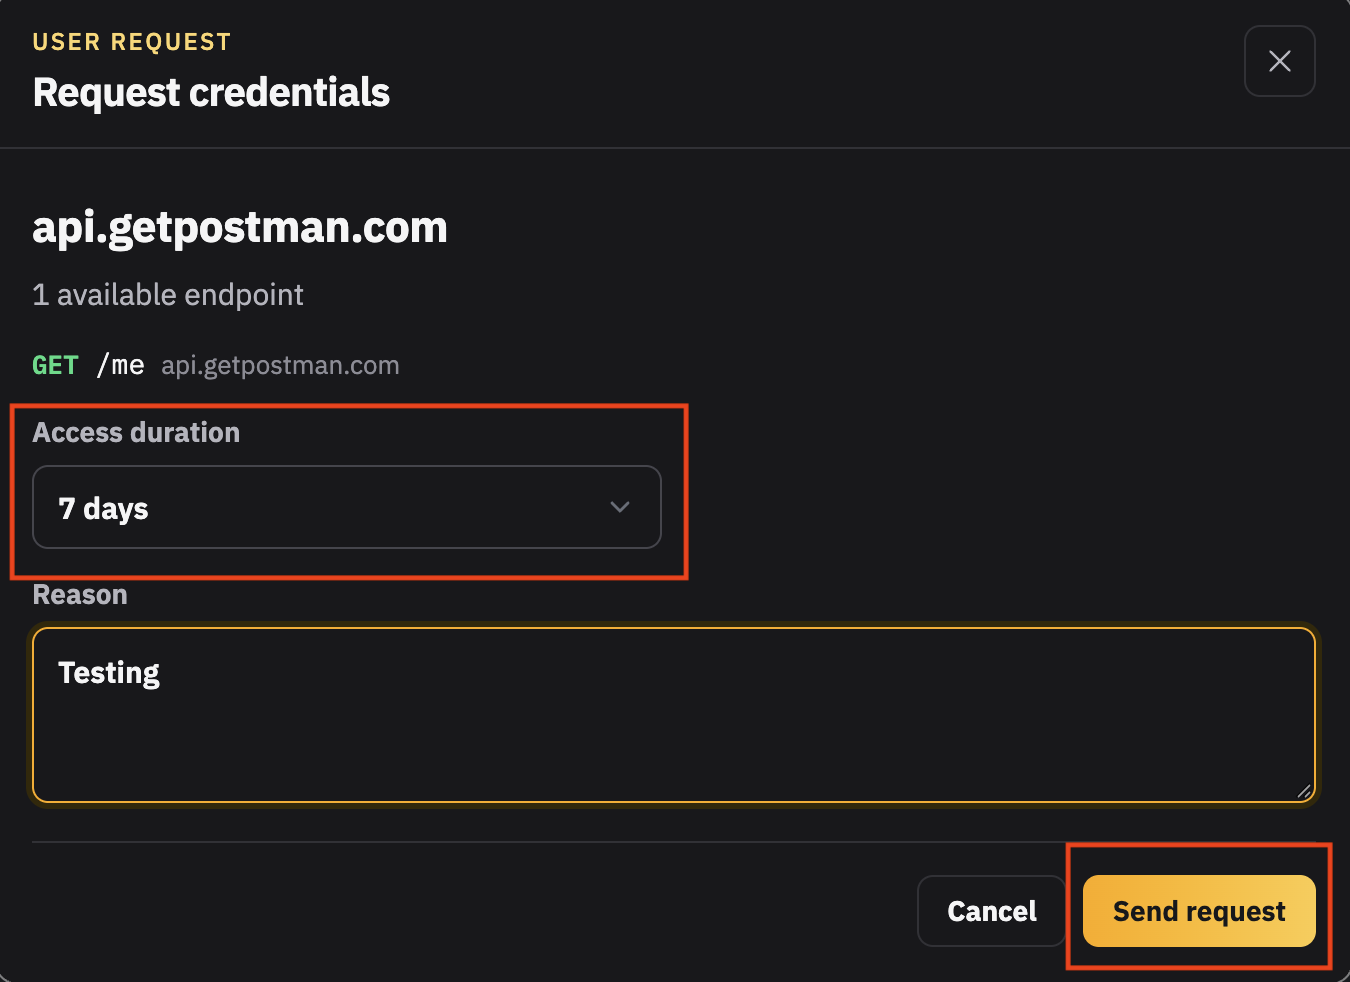 USER REQUEST
Request credentials
api.getpostman.com
1 available endpoint
GET /me api.getpostman.com
Access duration
7 days
Reason
Testing
Cancel
Send request